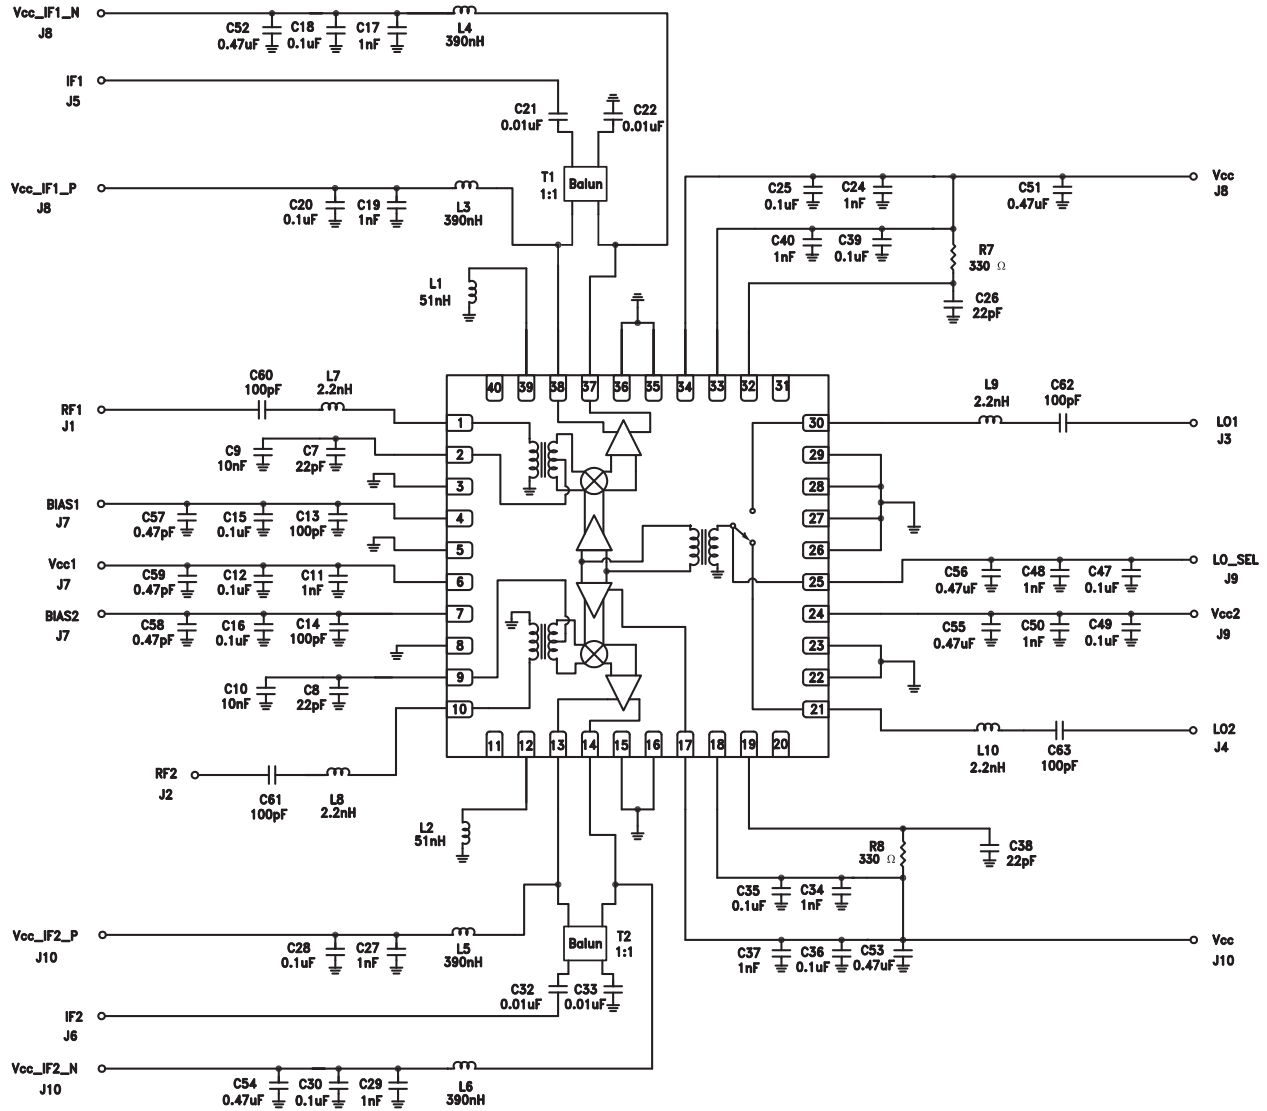 Vcc_IF1_N
J8
C52
0.47uF
C18
0.1uF
C17
1nF
L4
390nH
IF1
J5
C21
0.01uF
C22
0.01uF
T1
1:1
Balun
Vcc_IF1_P
J8
C20
0.1uF
C19
1nF
L3
390nH
C25
0.1uF
C24
1nF
C51
0.47uF
Vcc
J8
C40
1nF
C39
0.1uF
R7
330 Ω
C26
22pF
L1
51nH
40
39
38
37
36
35
34
33
32
31
RF1
J1
C60
100pF
L7
2.2nH
C9
10nF
C7
22pF
BIAS1
J7
C57
0.47pF
C15
0.1uF
C13
100pF
Vcc1
J7
C59
0.47pF
C12
0.1uF
C11
1nF
BIAS2
J7
C58
0.47pF
C16
0.1uF
C14
100pF
C10
10nF
C8
22pF
RF2
J2
C61
100pF
L8
2.2nH
1
2
3
4
5
6
7
8
9
10
30
29
28
27
26
25
24
23
22
21
L9
2.2nH
C62
100pF
LO1
J3
C56
0.47uF
C48
1nF
C47
0.1uF
LO_SEL
J9
C55
0.47uF
C50
1nF
C49
0.1uF
Vcc2
J9
L10
2.2nH
C63
100pF
LO2
J4
11
12
13
14
15
16
17
18
19
20
L2
51nH
R8
330 Ω
C38
22pF
C35
0.1uF
C34
1nF
C37
1nF
C36
0.1uF
C53
0.47uF
Vcc
J10
Vcc_IF2_P
J10
C28
0.1uF
C27
1nF
L5
390nH
Balun
T2
1:1
C32
0.01uF
C33
0.01uF
IF2
J6
Vcc_IF2_N
J10
C54
0.47uF
C30
0.1uF
C29
1nF
L6
390nH